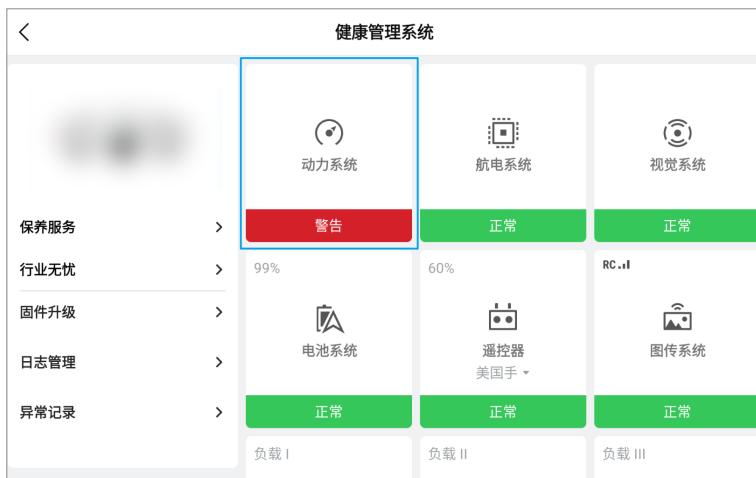 健康管理系统
保养服务
行业无忧
固件升级
日志管理
异常记录
动力系统
警告
航电系统
正常
视觉系统
正常
99%
电池系统
正常
60%
遥控器
美国手
正常
RC
图传系统
正常
负载 I
负载 II
负载 III